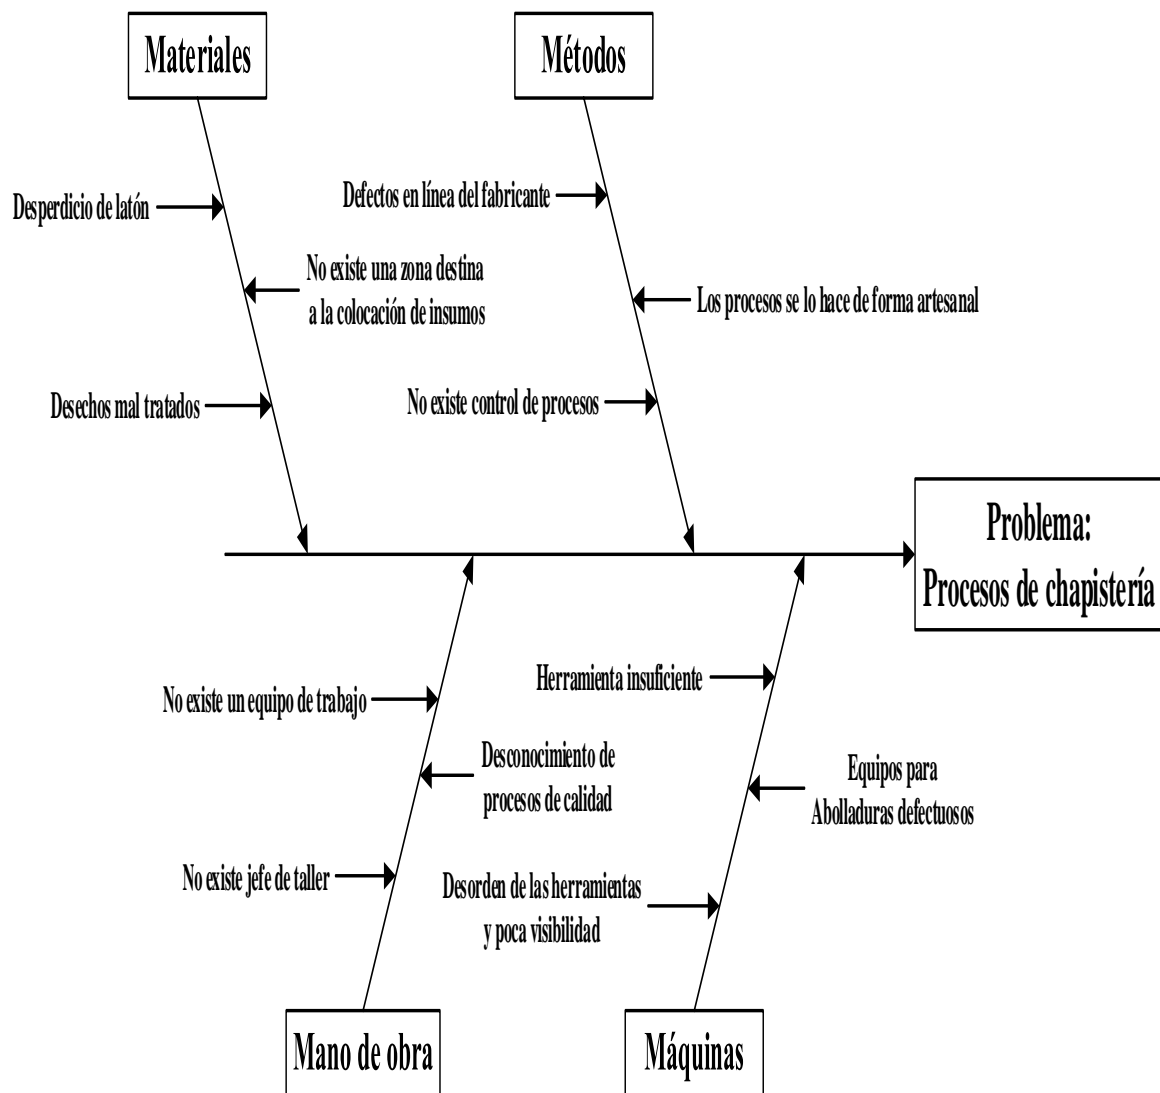 Materiales
Métodos
Desperdicio de latón
Defectos en línea del fabricante
No existe una zona destina
a la colocación de insumos
Los procesos se lo hace de forma artesanal
Desechos mal tratados
No existe control de procesos
Problema:
Procesos de chapistería
No existe un equipo de trabajo
Herramienta insuficiente
Desconocimiento de
procesos de calidad
Equipos para
Abolladuras defectuosos
No existe jefe de taller
Desorden de las herramientas
y poca visibilidad
Mano de obra
Máquinas